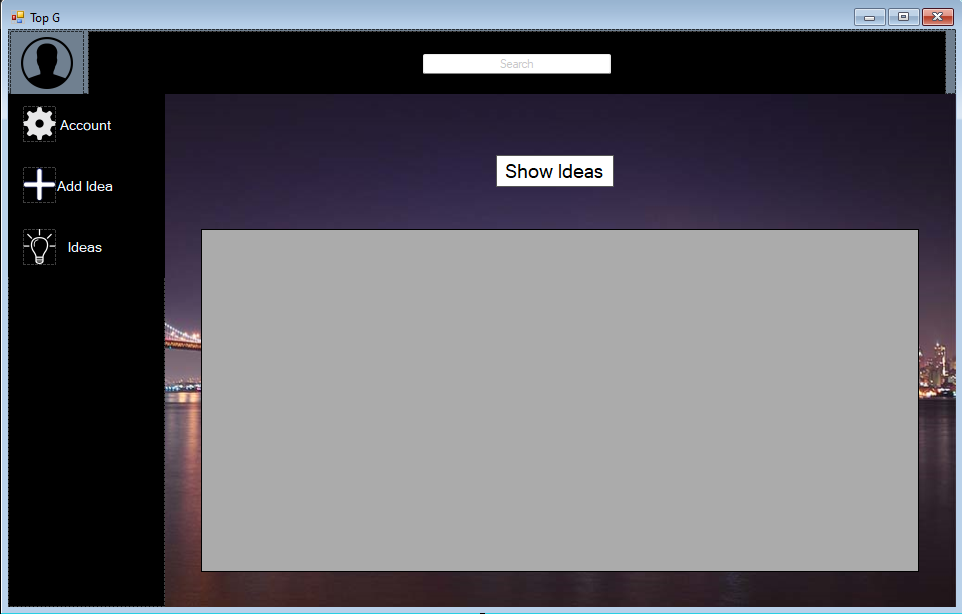 Top G
Search
Account
Show Ideas
Add Idea
Ideas